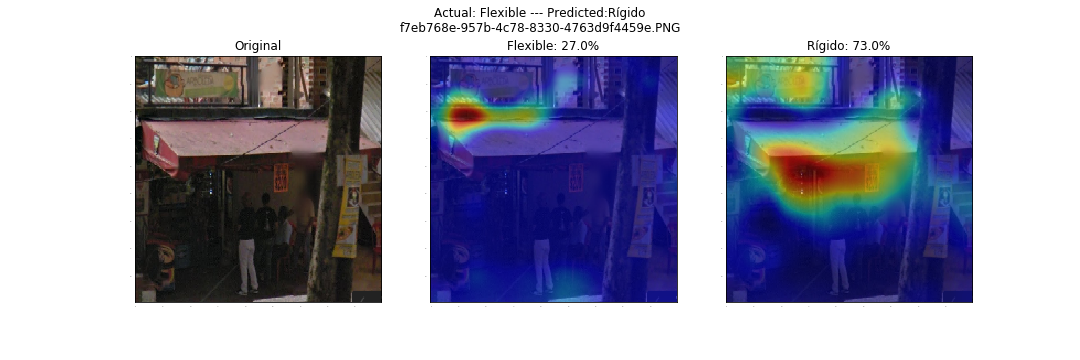 Actual: Flexible --- Predicted:Rígido
f7eb768e-957b-4c78-8330-4763d9f4459e.PNG
Original
Flexible: 27.0%
Rígido: 73.0%